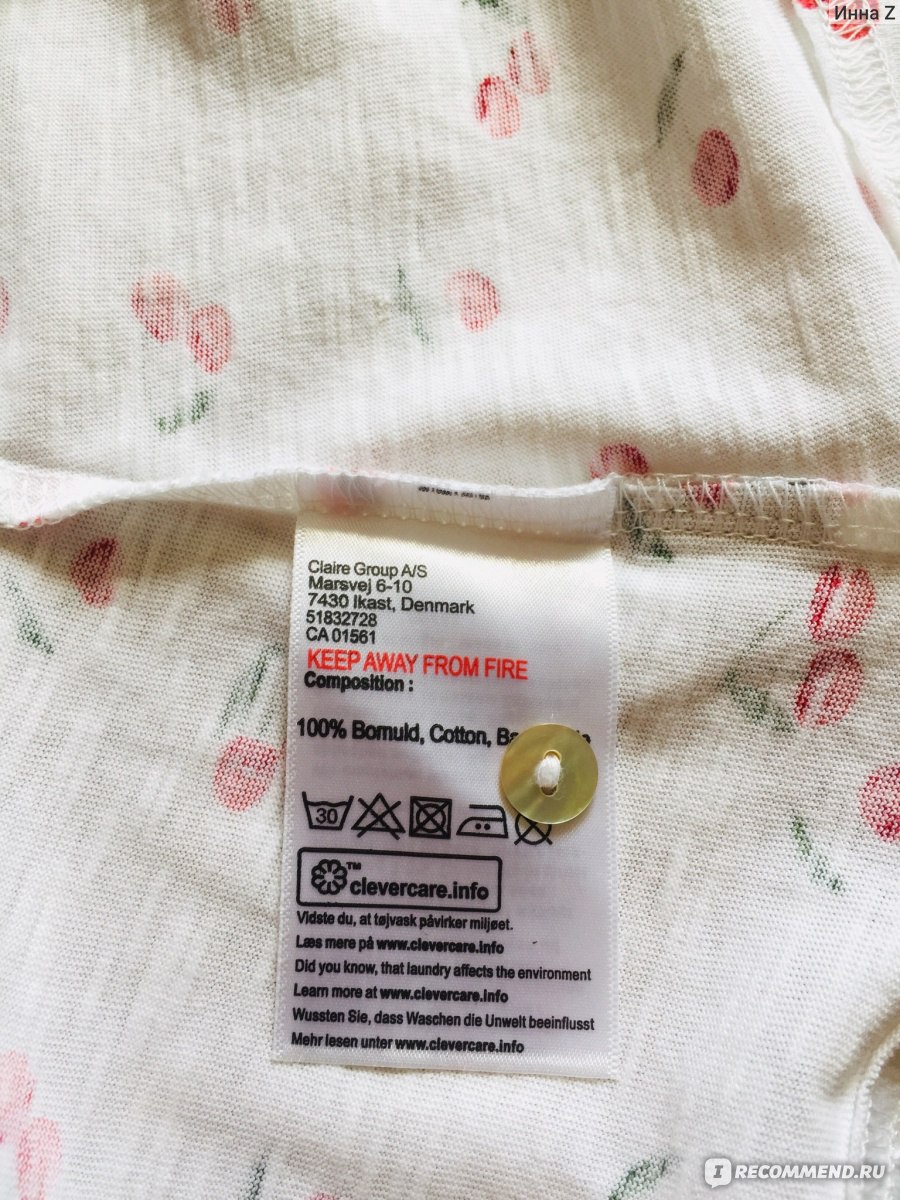 Инна Z
Claire Group A/S
Marsvej 6-10
7430 Ikast, Denmark
51832728
CA 01561
KEEP AWAY FROM FIRE
Composition :
100% Bomuld, Cotton,
30
™
clevercare.info
Vidste du, at tøjvask påvirker miljøet.
Læs mere på www.clevercare.info
Did you know, that laundry affects the environment
Learn more at www.clevercare.info
Wussten Sie, dass Waschen die Unwelt beeinflusst
Mehr lesen unter www.clevercare.info
I RECOMMEND.RU